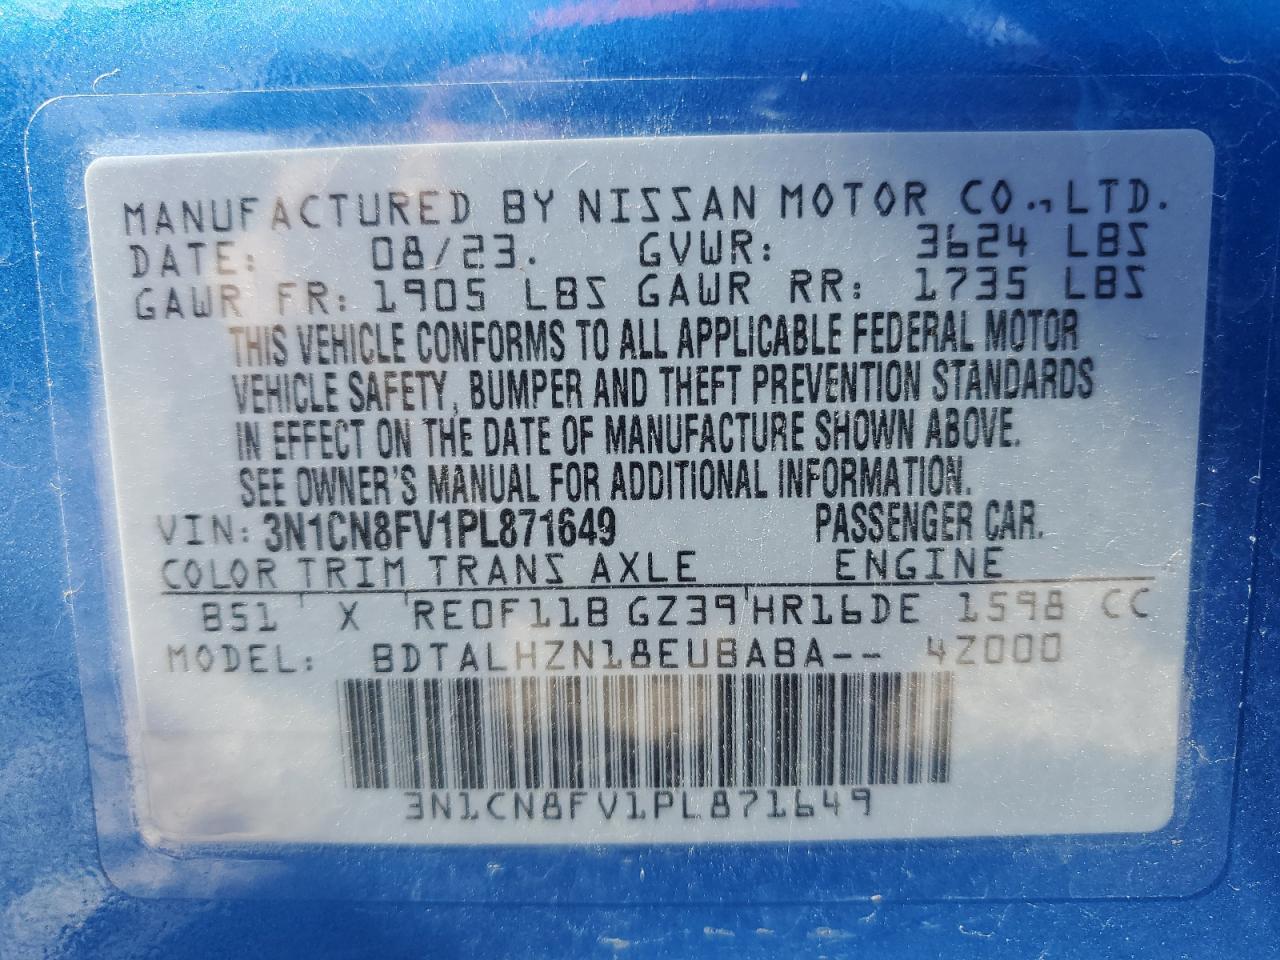 MANUFACTURED BY NISSAN MOTOR CO., LTD.
DATE: 08/23. GVWR: 3624 LBS
GAWR FR: 1905 LBS GAWR RR: 1735 LBS
THIS VEHICLE CONFORMS TO ALL APPLICABLE FEDERAL MOTOR
VEHICLE SAFETY, BUMPER AND THEFT PREVENTION STANDARDS
IN EFFECT ON THE DATE OF MANUFACTURE SHOWN ABOVE.
SEE OWNER'S MANUAL FOR ADDITIONAL INFORMATION.
VIN: 3N1CN8FV1PL871649 PASSENGER CAR.
COLOR TRIM TRANS AXLE ENGINE
B51 X RE0F11B GZ39 HR16DE 1598 CC
MODEL: BDTALHZN18EUBABA-- 4Z000
3N1CN8FV1PL871649